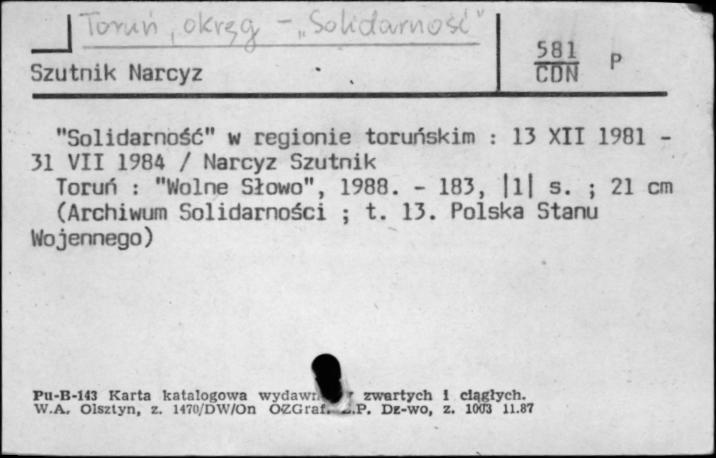 Toruń, okręg - „Solidarność"
Szutnik Narcyz
581
CDN
P
"Solidarność" w regionie toruńskim : 13 XII 1981 -
31 VII 1984 / Narcyz Szutnik
Toruń : "Wolne Słowo", 1988. - 183, |1| s. ; 21 cm
(Archiwum Solidarności ; t. 13. Polska Stanu
Wojennego)
Pu-B-143 Karta katalogowa zwartych i ciągłych.
W.A. Olsztyn, z. 1470/DW/On OZGraf. Dz-wo, z. 11.87